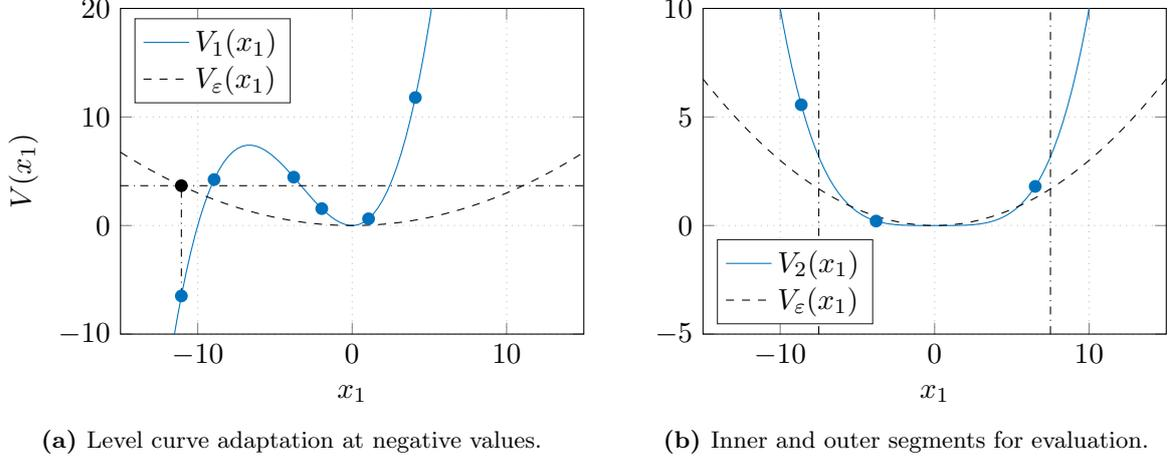 20
10
0
−10
V(x₁)
V₁(x₁)
Vε(x₁)
−10
0
10
x₁
(a) Level curve adaptation at negative values.
10
5
0
−5
V₂(x₁)
Vε(x₁)
−10
0
10
x₁
(b) Inner and outer segments for evaluation.